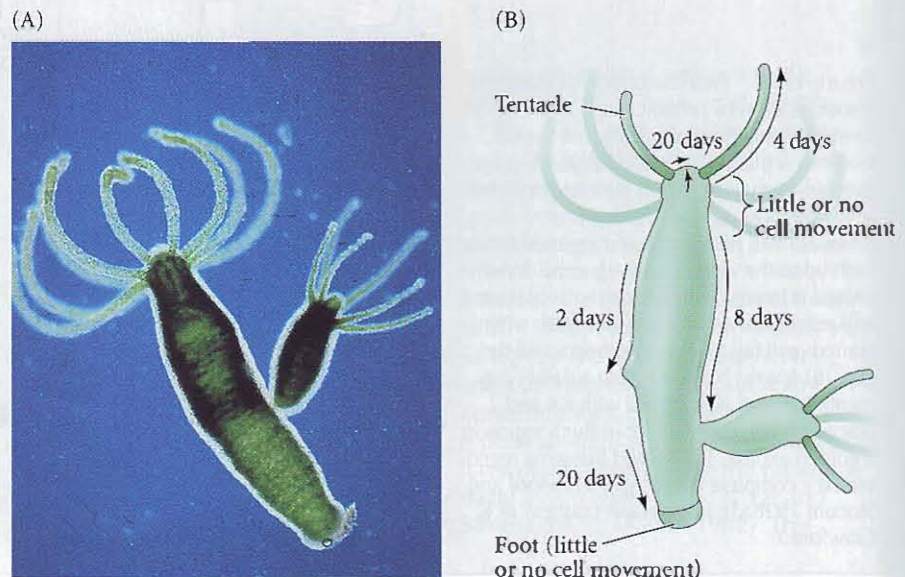 (A)
(B)
Tentacle
20 days
4 days
Little or no
cell movement
2 days
8 days
20 days
Foot (little
or no cell movement)